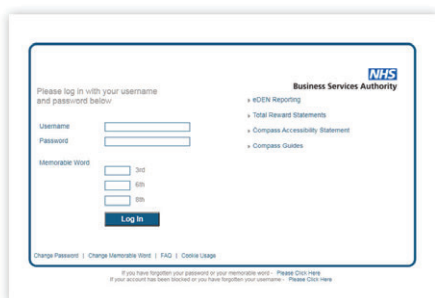 NHS
Business Services Authority
Please log in with your username
and password below
» eDEN Reporting
» Total Reward Statements
» Compass Accessibility Statement
» Compass Guides
Username
Password
Memorable Word
3rd
6th
8th
Log In
Change Password | Change Memorable Word | FAQ | Cookie Usage
If you have forgotten your password or your memorable word - Please Click Here
If your account has been blocked or you have forgotten your username - Please Click Here